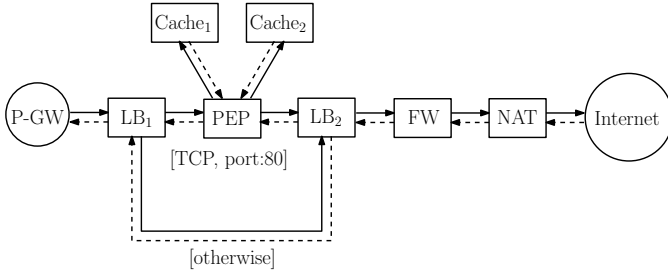 Cache₁ Cache₂
P-GW LB₁ PEP LB₂ FW NAT Internet
[TCP, port:80]
[otherwise]